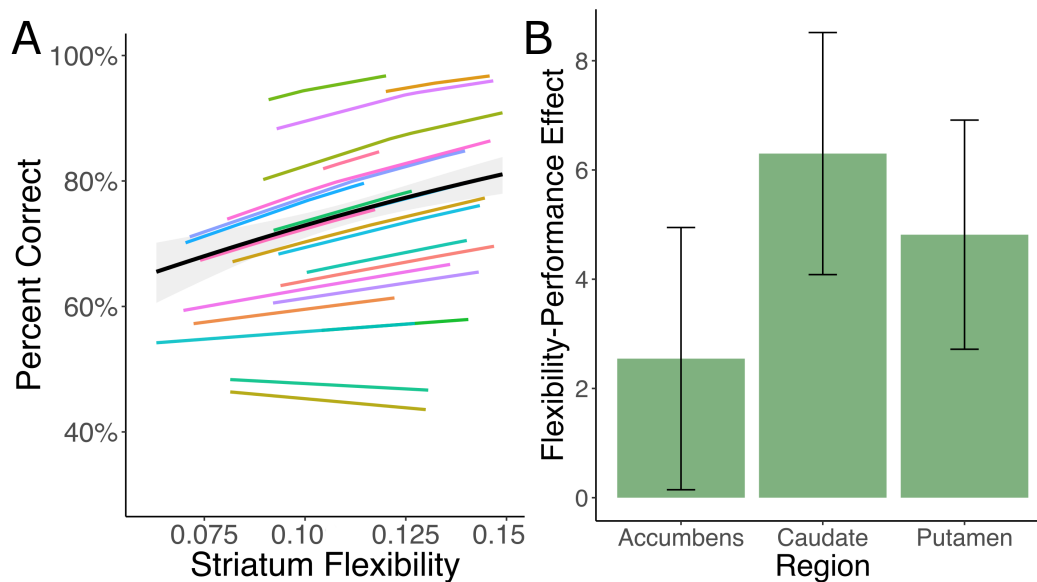 A
Percent Correct
100%
80%
60%
40%
0.075 0.10 0.125 0.15
Striatum Flexibility
B
Flexibility-Performance Effect
8
6
4
2
0
Accumbens Caudate Putamen
Region